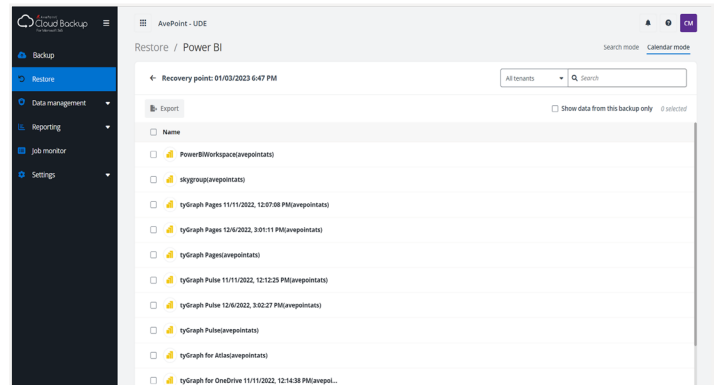 AvePoint
Cloud Backup
For Microsoft 365
AvePoint - UDE
CM
Backup
Restore
Data management
Reporting
Job monitor
Settings
Restore / Power BI
Search mode
Calendar mode
Recovery point: 01/03/2023 6:47 PM
All tenants
Search
Export
Show data from this backup only
0 selected
Name
PowerBIWorkspace(avepointats)
skygroup(avepointats)
tyGraph Pages 11/11/2022, 12:07:08 PM(avepointats)
tyGraph Pages 12/6/2022, 3:01:11 PM(avepointats)
tyGraph Pages(avepointats)
tyGraph Pulse 11/11/2022, 12:12:25 PM(avepointats)
tyGraph Pulse 12/6/2022, 3:02:27 PM(avepointats)
tyGraph Pulse(avepointats)
tyGraph for Atlas(avepointats)
tyGraph for OneDrive 11/11/2022, 12:14:38 PM(avepoi...